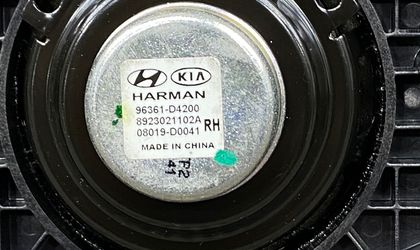 KIA
HARMAN
96361-D4200
8923021102A
08019-D0041 RH
MADE IN CHINA
F2
41